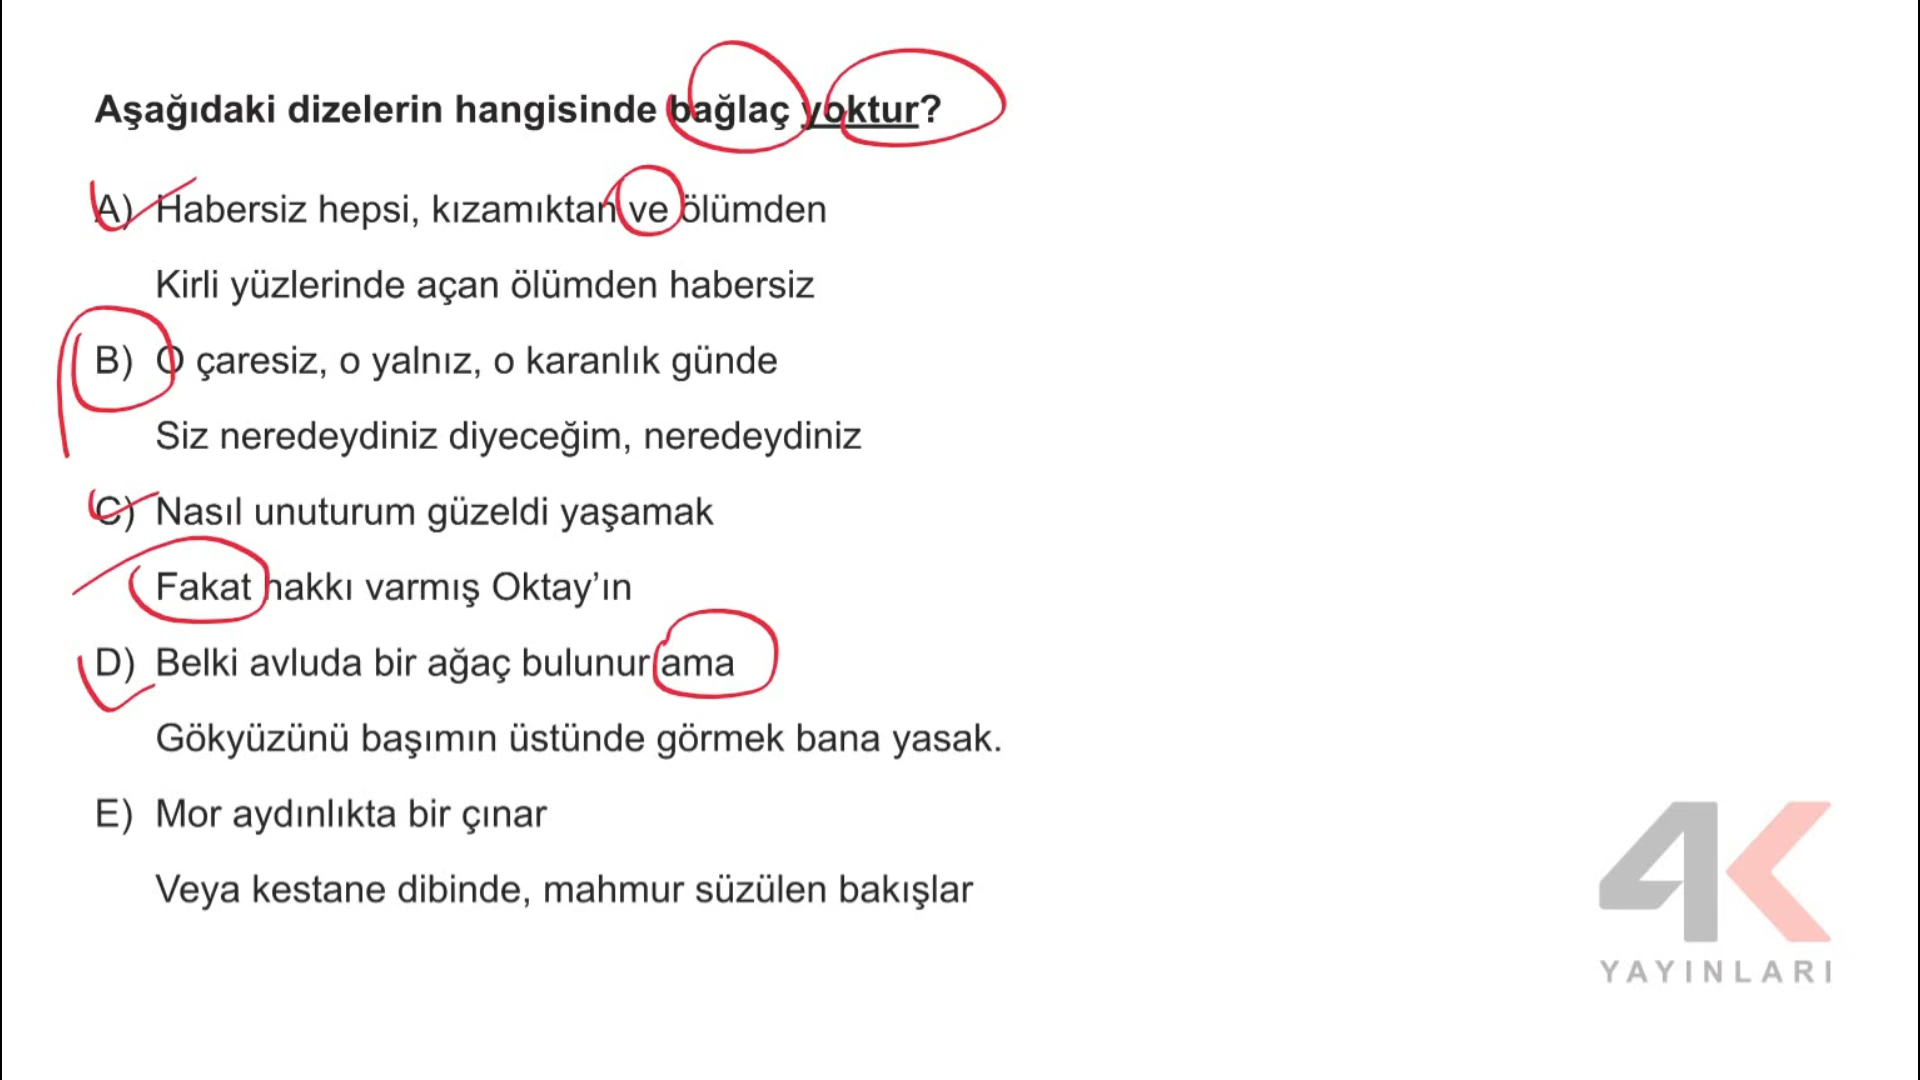 Aşağıdaki dizelerin hangisinde bağlaç yoktur?
A) Habersiz hepsi, kızamıktan ve ölümden
Kirli yüzlerinde açan ölümden habersiz
B) O çaresiz, o yalnız, o karanlık günde
Siz neredeydiniz diyeceğim, neredeydiniz
C) Nasıl unuturum güzeldi yaşamak
Fakat hakkı varmış Oktay’ın
D) Belki avluda bir ağaç bulunur ama
Gökyüzünü başımın üstünde görmek bana yasak.
E) Mor aydınlıkta bir çınar
Veya kestane dibinde, mahmur süzülen bakışlar
4K
YAYINLARI